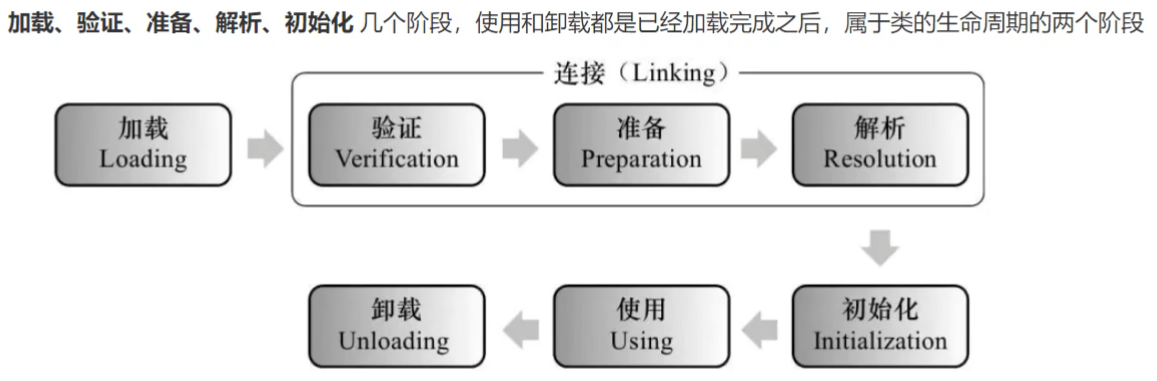 加载、验证、准备、解析、初始化 几个阶段，使用和卸载都是已经加载完成之后，属于类的生命周期的两个阶段
连接（Linking）
加载
Loading
验证
Verification
准备
Preparation
解析
Resolution
初始化
Initialization
使用
Using
卸载
Unloading